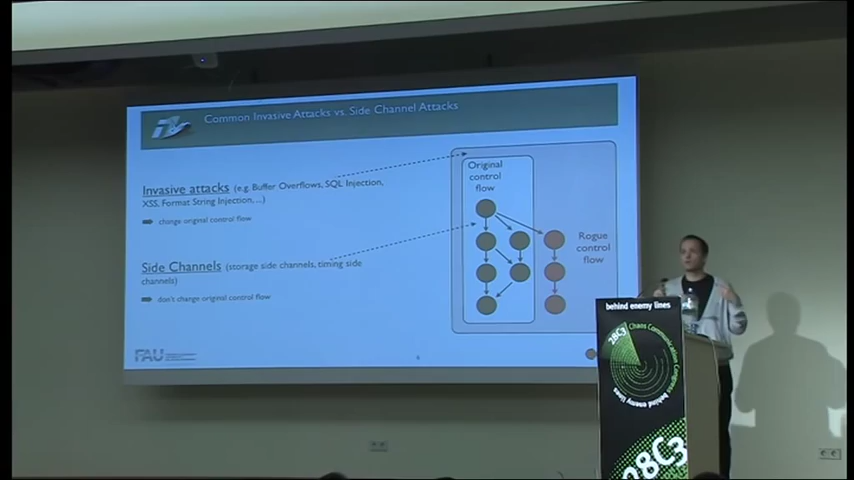 Common Invasive Attacks vs. Side Channel Attacks
Invasive attacks (e.g. Buffer Overflows, SQL Injection,
XSS, Format String Injection, ...)
change original control flow
Side Channels (storage side channels, timing side
channels)
don't change original control flow
Original
control
flow
Rogue
control
flow
FAU
behind enemy lines
28C3
Chaos Communication Congress
behind enemy lines
28C3